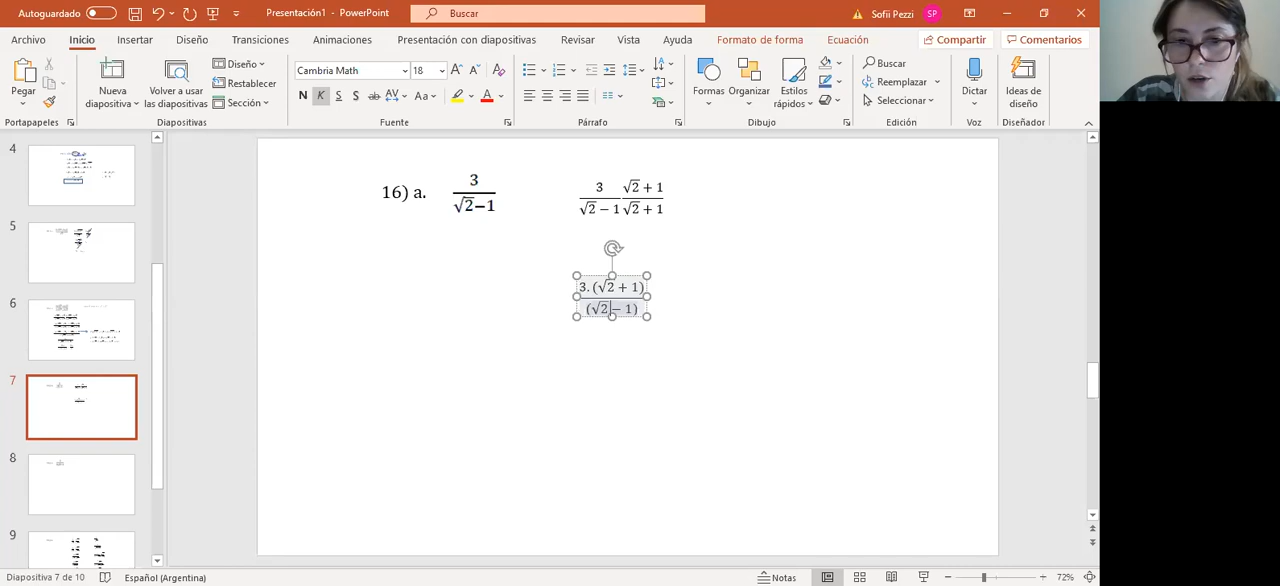 Autoguardado
Presentación1 - PowerPoint
Buscar
Sofii Pezzi
SP
Archivo Inicio Insertar Diseño Transiciones Animaciones Presentación con diapositivas Revisar Vista Ayuda Formato de forma Ecuación
Compartir
Comentarios
Pegar
Nueva diapositiva
Volver a usar las diapositivas
Diseño
Restablecer
Sección
Cambria Math
18
N K S S ab AV Aa A
Formas
Organizar
Estilos rápidos
Buscar
Reemplazar
Seleccionar
Dictar
Ideas de diseño
Portapapeles
Diapositivas
Fuente
Párrafo
Dibujo
Edición
Voz
Diseñador
4
5
6
7
8
9
16) a.
3
√2−1
3 √2 + 1
√2 − 1 √2 + 1
3. (√2 + 1)
(√2 − 1)
Diapositiva 7 de 10
Español (Argentina)
Notas
72%